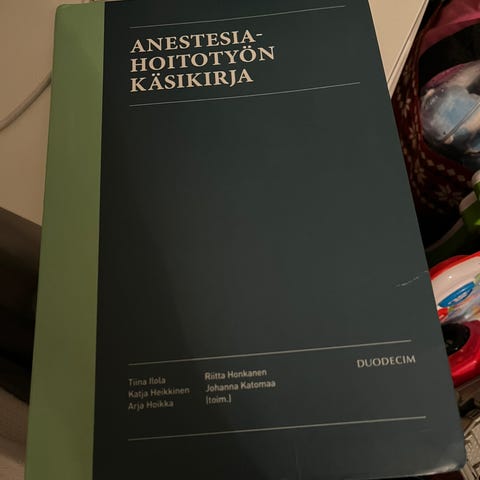 ANESTESIA-
HOITOTYÖN
KÄSIKIRJA
Tiina Ilola
Katja Heikkinen
Arja Hoikka
Riitta Honkanen
Johanna Katomaa
(toim.)
DUODECIM